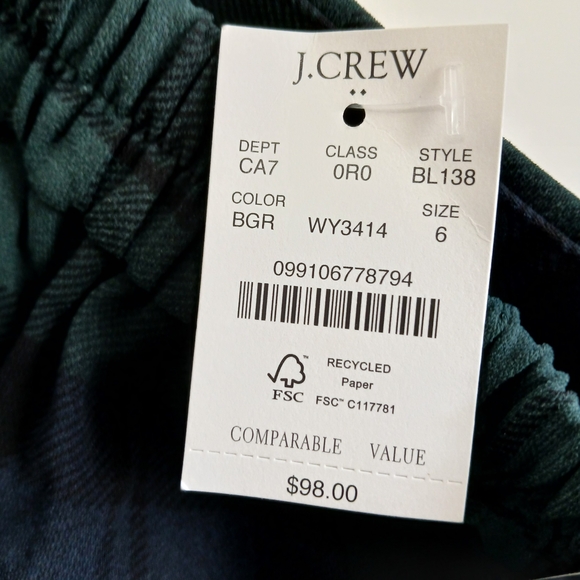 J.CREW
DEPT CLASS STYLE
CA7 0R0 BL138
COLOR SIZE
BGR WY3414 6
099106778794
FSC™
RECYCLED
Paper
FSC™ C117781
COMPARABLE VALUE
$98.00